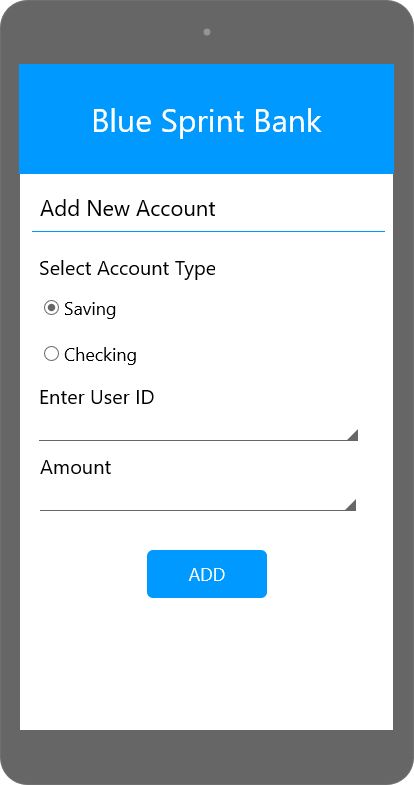 Blue Sprint Bank
Add New Account
Select Account Type
Saving
Checking
Enter User ID
Amount
ADD